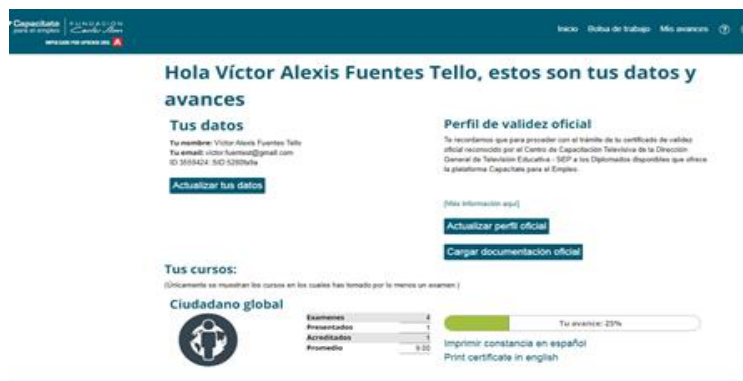 Capacítate
para el empleo
FUNDACIÓN
Carlos Slim
Inicio Bolsa de trabajo Mis avances
Hola Víctor Alexis Fuentes Tello, estos son tus datos y
avances
Tus datos
Tu nombre: Víctor Alexis Fuentes Tello
Tu email:
Actualizar tus datos
Perfil de validez oficial
Te recordamos que para proceder con el trámite de tu certificado de validez
oficial reconocido por el Centro de Capacitación Televisiva de la Dirección
General de Televisión Educativa - SEP a los Diplomados disponibles que ofrece
la plataforma Capacítate para el Empleo.
[Más información aquí]
Actualizar perfil oficial
Cargar documentación oficial
Tus cursos:
(Únicamente se muestran los cursos en los cuales has tomado por lo menos un examen.)
Ciudadano global
Examenes 4
Presentados 1
Acreditados 1
Promedio 9.00
Tu avance: 25%
Imprimir constancia en español
Print certificate in english